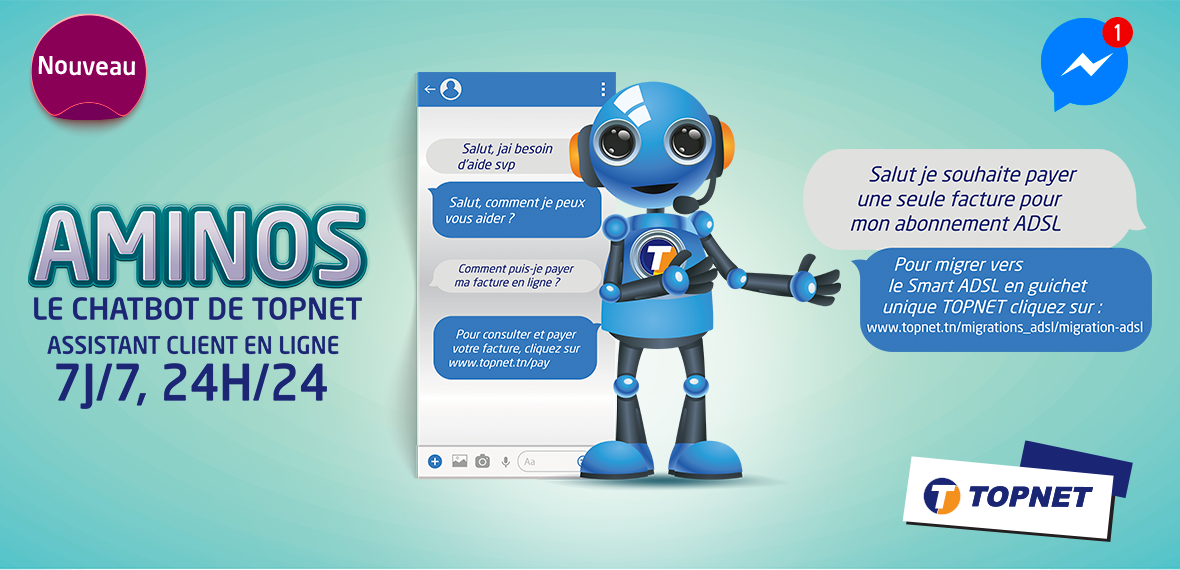 Nouveau
AMINOS
LE CHATBOT DE TOPNET
ASSISTANT CLIENT EN LIGNE
7J/7, 24H/24
Salut, jai besoin
d'aide svp
Salut, comment je peux
vous aider ?
Comment puis-je payer
ma facture en ligne ?
Pour consulter et payer
votre facture, cliquez sur
www.topnet.tn/pay
Aa
T
1
Salut je souhaite payer
une seule facture pour
mon abonnement ADSL
Pour migrer vers
le Smart ADSL en guichet
unique TOPNET cliquez sur :
www.topnet.tn/migrations_adsl/migration-adsl
T TOPNET